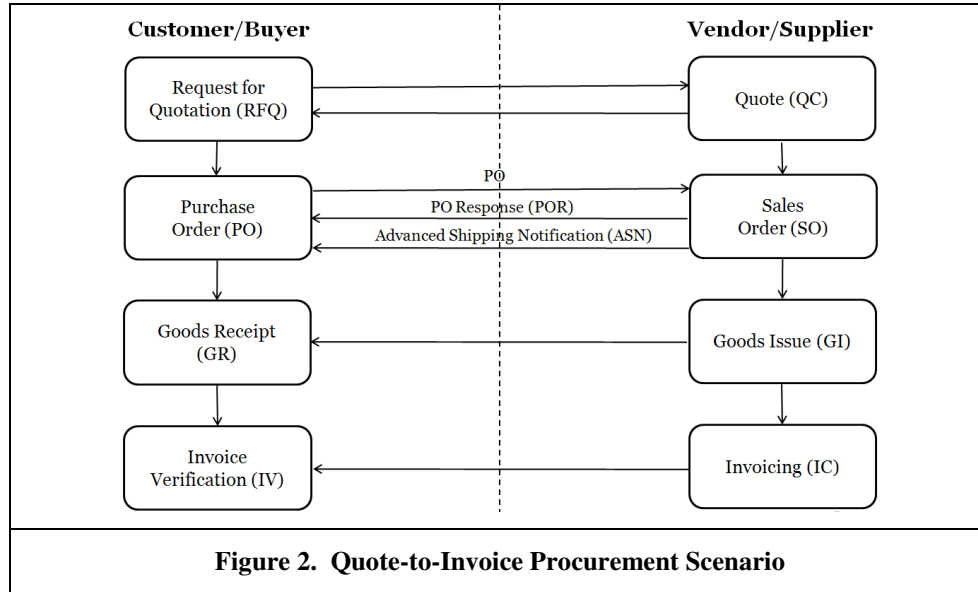 Customer/Buyer
Vendor/Supplier
Request for
Quotation (RFQ)
Quote (QC)
PO
Purchase
Order (PO)
PO Response (POR)
Advanced Shipping Notification (ASN)
Sales
Order (SO)
Goods Receipt
(GR)
Goods Issue (GI)
Invoice
Verification (IV)
Invoicing (IC)
Figure 2. Quote-to-Invoice Procurement Scenario